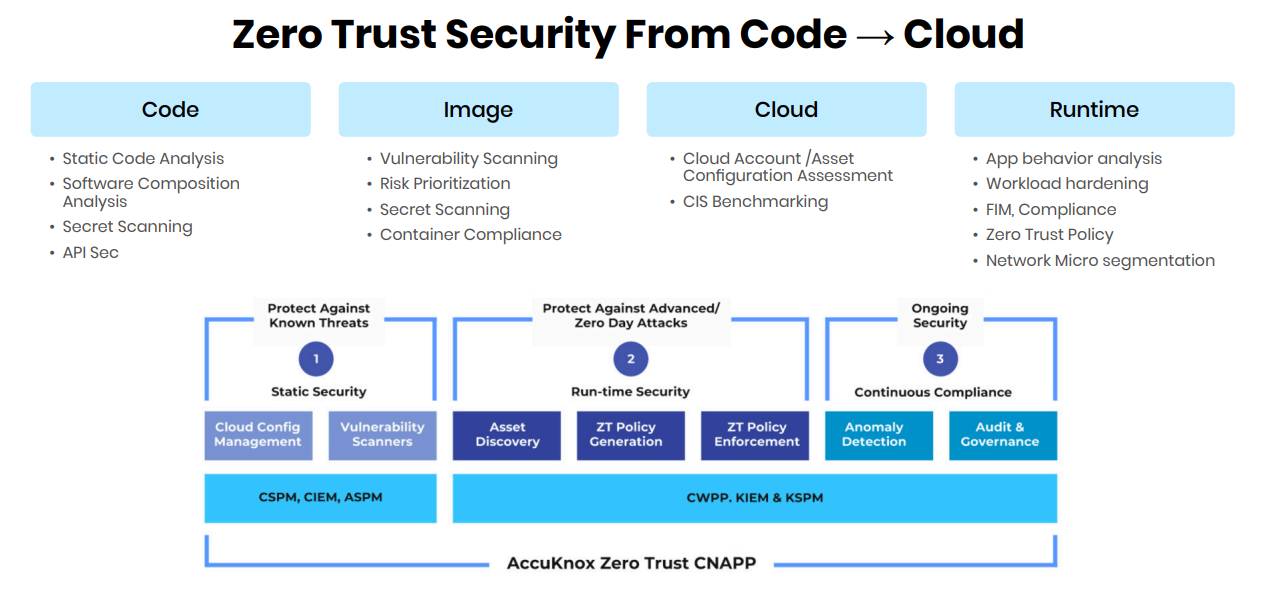 Zero Trust Security From Code → Cloud
Code
• Static Code Analysis
• Software Composition
Analysis
• Secret Scanning
• API Sec
Image
• Vulnerability Scanning
• Risk Prioritization
• Secret Scanning
• Container Compliance
Cloud
• Cloud Account /Asset
Configuration Assessment
• CIS Benchmarking
Runtime
• App behavior analysis
• Workload hardening
• FIM, Compliance
• Zero Trust Policy
• Network Micro segmentation
Protect Against
Known Threats
1
Static Security
Cloud Config
Management
Vulnerability
Scanners
Protect Against Advanced/
Zero Day Attacks
2
Run-time Security
Asset
Discovery
ZT Policy
Generation
ZT Policy
Enforcement
Ongoing
Security
3
Continuous Compliance
Anomaly
Detection
Audit &
Governance
CSPM, CIEM, ASPM
CWPP. KIEM & KSPM
AccuKnox Zero Trust CNAPP